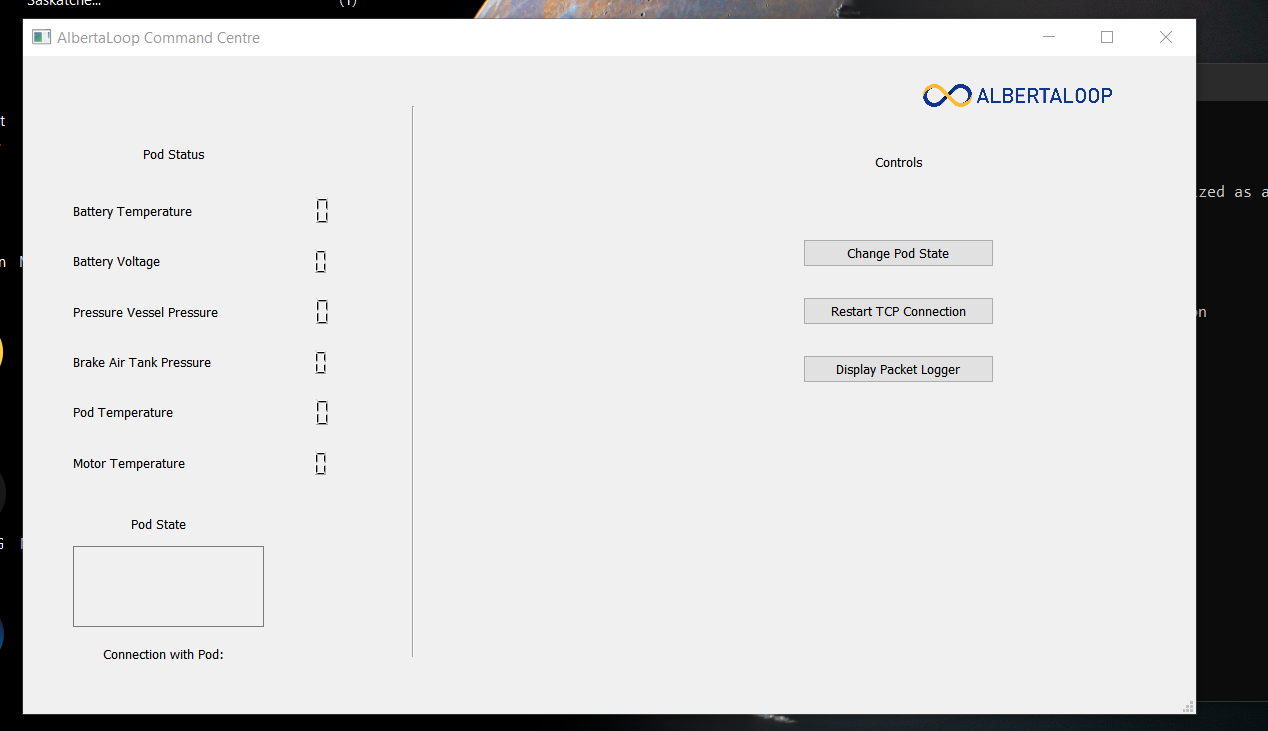 Saskatche...
(1)
AlbertaLoop Command Centre
ALBERTALOOP
Pod Status
Controls
Battery Temperature 0
Change Pod State
Battery Voltage 0
Pressure Vessel Pressure 0
Restart TCP Connection
Brake Air Tank Pressure 0
Display Packet Logger
Pod Temperature 0
Motor Temperature 0
Pod State
Connection with Pod:
zed as a